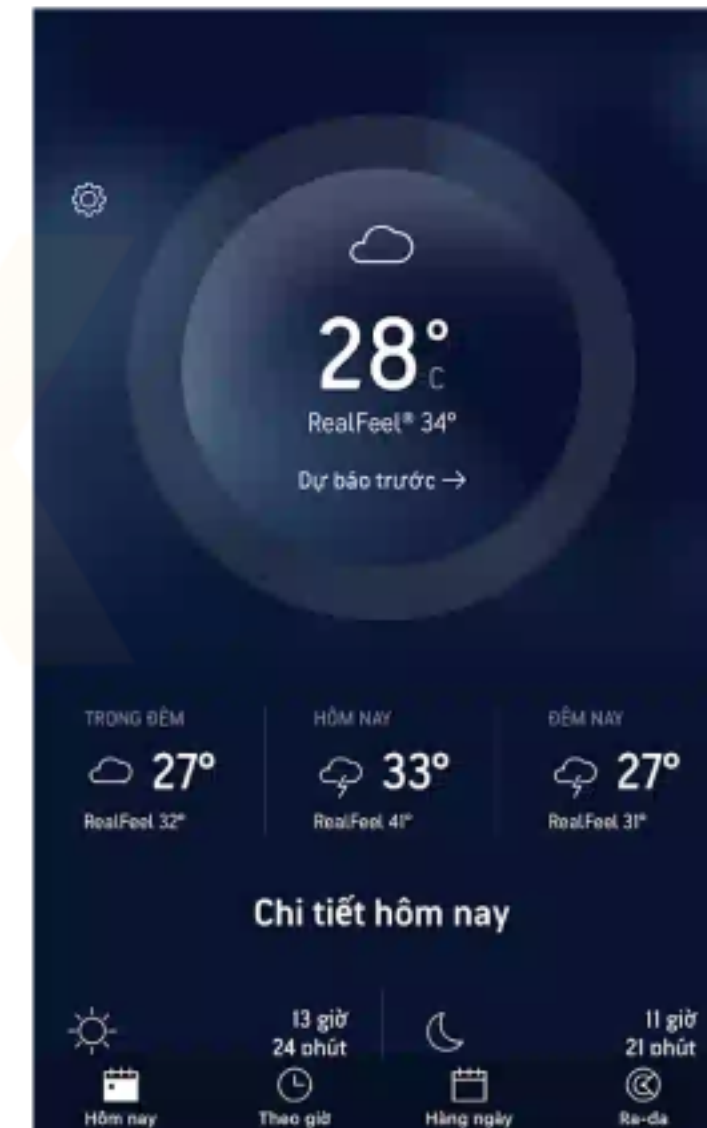 28°
C
RealFeel® 34°
Dự báo trước →
TRONG ĐÊM
27°
RealFeel 32°
HÔM NAY
33°
RealFeel 41°
ĐÊM NAY
27°
RealFeel 31°
Chi tiết hôm nay
13 giờ
24 phút
11 giờ
21 phút
Hôm nay
Theo giờ
Hàng ngày
Ra-đa